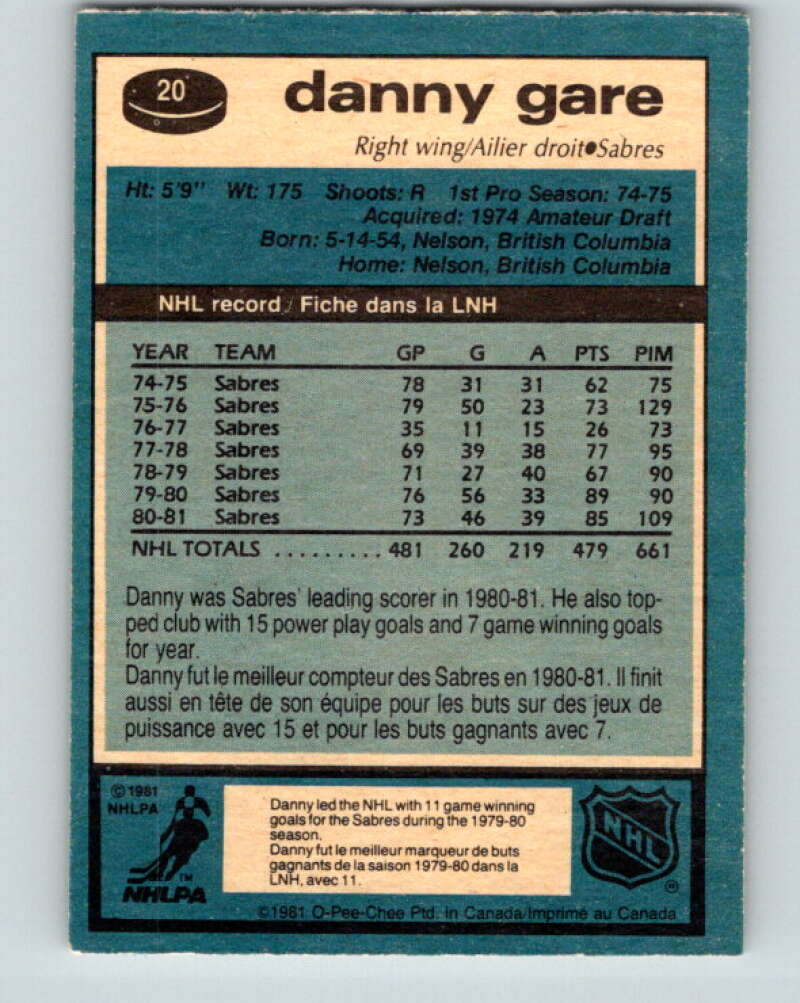 20
danny gare
Right wing/Ailier droit●Sabres
Ht: 5'9" Wt: 175 Shoots: R 1st Pro Season: 74-75
Acquired: 1974 Amateur Draft
Born: 5-14-54, Nelson, British Columbia
Home: Nelson, British Columbia
NHL record / Fiche dans la LNH
YEAR TEAM GP G A PTS PIM
74-75 Sabres 78 31 31 62 75
75-76 Sabres 79 50 23 73 129
76-77 Sabres 35 11 15 26 73
77-78 Sabres 69 39 38 77 95
78-79 Sabres 71 27 40 67 90
79-80 Sabres 76 56 33 89 90
80-81 Sabres 73 46 39 85 109
NHL TOTALS ......... 481 260 219 479 661
Danny was Sabres' leading scorer in 1980-81. He also top-
ped club with 15 power play goals and 7 game winning goals
for year.
Danny fut le meilleur compteur des Sabres en 1980-81. Il finit
aussi en tête de son équipe pour les buts sur des jeux de
puissance avec 15 et pour les buts gagnants avec 7.
©1981
NHLPA
TM
NHLPA
Danny led the NHL with 11 game winning
goals for the Sabres during the 1979-80
season.
Danny fut le meilleur marqueur de buts
gagnants de la saison 1979-80 dans la
LNH, avec 11.
NHL
®
©1981 O-Pee-Chee Ptd. in Canada/Imprimé au Canada